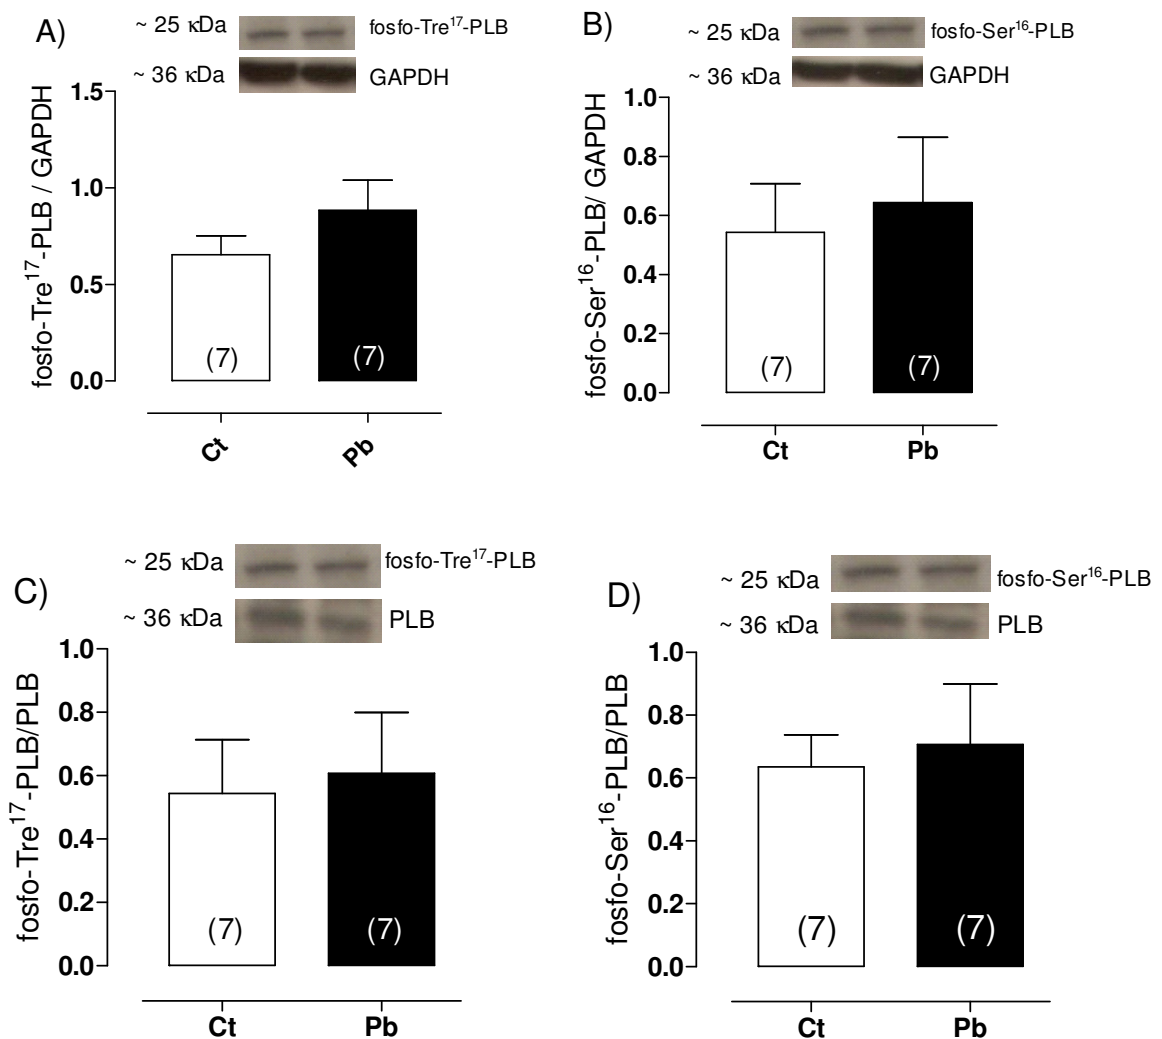 A)
~ 25 κDa
fosfo-Tre¹⁷-PLB
~ 36 κDa
GAPDH
fosfo-Tre¹⁷-PLB / GAPDH
1.5
1.0
0.5
0.0
(7)
(7)
Ct
Pb
B)
~ 25 κDa
fosfo-Ser¹⁶-PLB
~ 36 κDa
GAPDH
fosfo-Ser¹⁶-PLB/ GAPDH
1.0
0.8
0.6
0.4
0.2
0.0
(7)
(7)
Ct
Pb
C)
~ 25 κDa
fosfo-Tre¹⁷-PLB
~ 36 κDa
PLB
fosfo-Tre¹⁷-PLB/PLB
1.0
0.8
0.6
0.4
0.2
0.0
(7)
(7)
Ct
Pb
D)
~ 25 κDa
fosfo-Ser¹⁶-PLB
~ 36 κDa
PLB
fosfo-Ser¹⁶-PLB/PLB
1.0
0.8
0.6
0.4
0.2
0.0
(7)
(7)
Ct
Pb